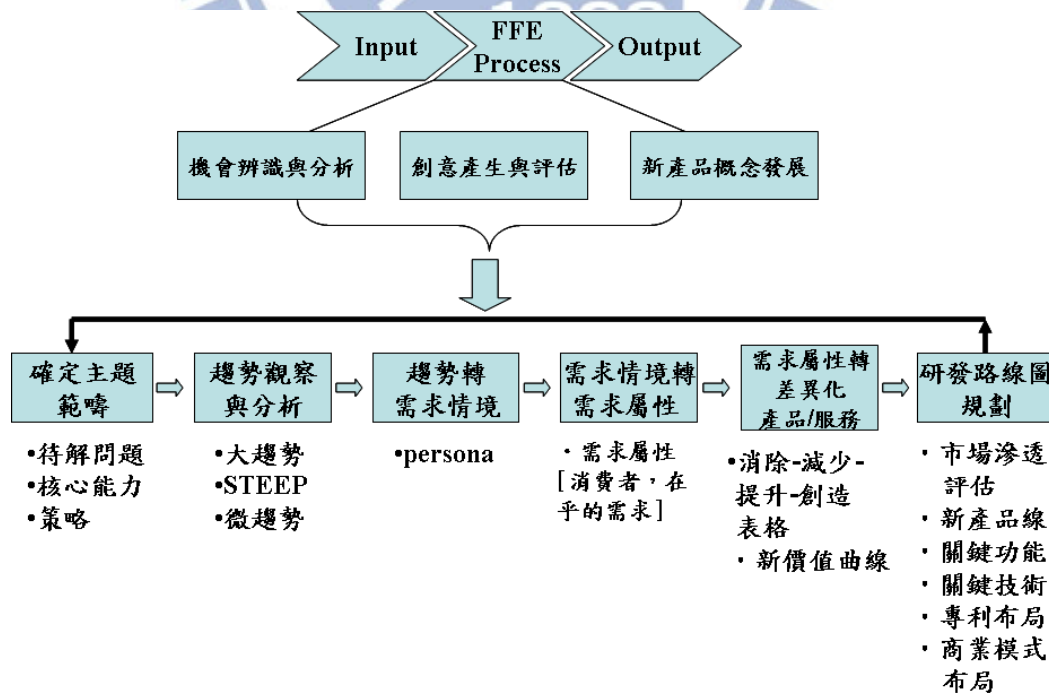 Input
FFE
Process
Output
機會辨識與分析
創意產生與評估
新產品概念發展
確定主題
範疇
•待解問題
•核心能力
•策略
趨勢觀察
與分析
•大趨勢
•STEEP
•微趨勢
趨勢轉
需求情境
•persona
需求情境轉
需求屬性
・需求屬性
[消費者，在
乎的需求]
需求屬性轉
差異化
產品/服務
•消除-減少-
提升-創造
表格
・新價值曲線
研發路線圖
規劃
・市場滲透
評估
・新產品線
・關鍵功能
・關鍵技術
・專利布局
・商業模式
布局